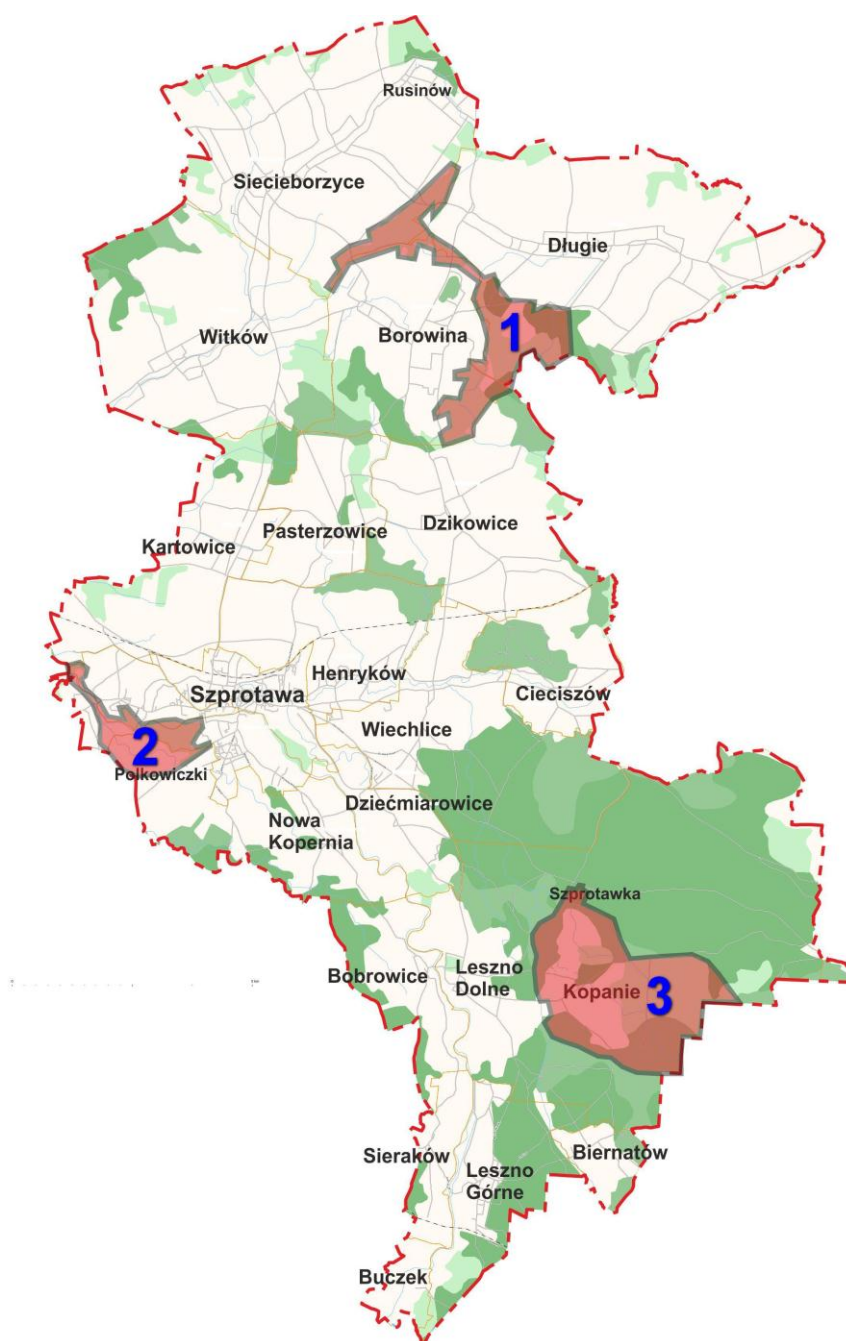 Rusinów
Siecieborzyce
Długie
Witków
Borowina
1
Kartowice
Pasterzowice
Dzikowice
Szprotawa
Henryków
Cieciszów
Wiechlice
2
Polkowiczki
Dziećmiarowice
Nowa
Kopernia
Szprotawka
Bobrowice
Leszno
Dolne
Kopanie
3
Sieraków
Leszno
Górne
Biernatów
Buczek